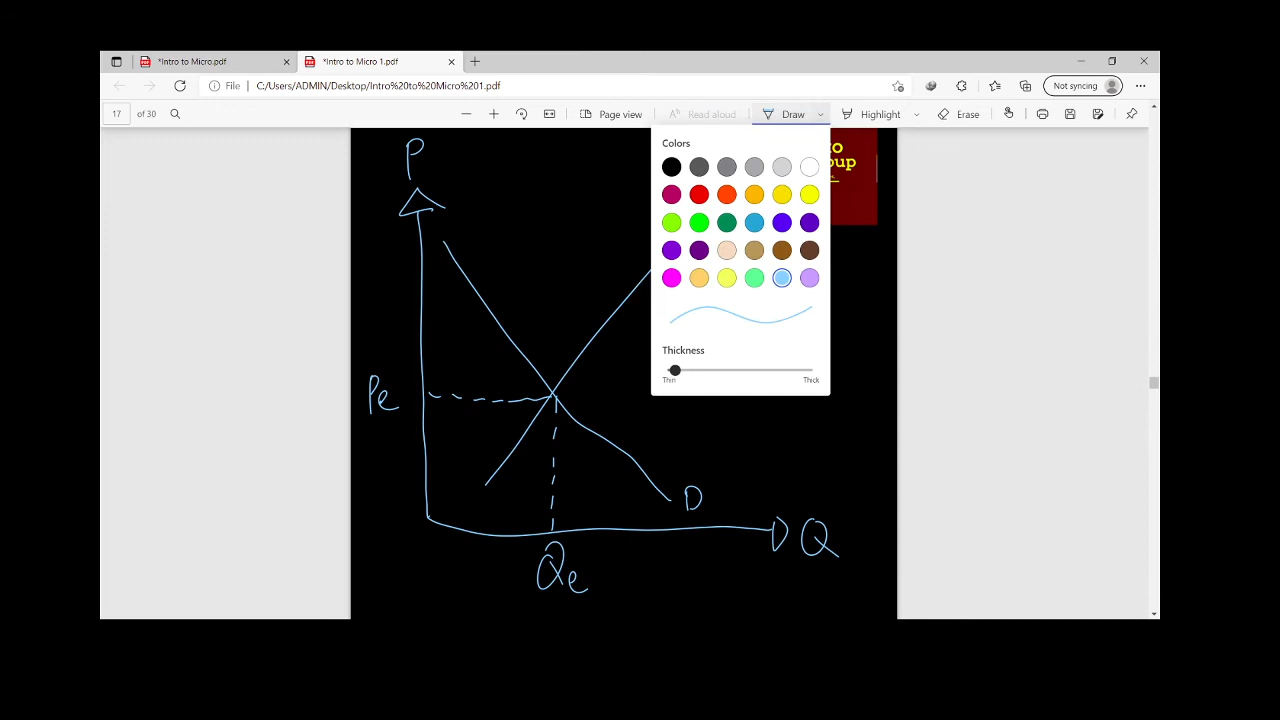 *Intro to Micro.pdf
*Intro to Micro 1.pdf
File C:/Users/ADMIN/Desktop/Intro%20to%20Micro%201.pdf
Not syncing
17 of 30
Page view
Read aloud
Draw
Highlight
Erase
Colors
Thickness
Thin Thick
P
Pe
D
Q
Qe